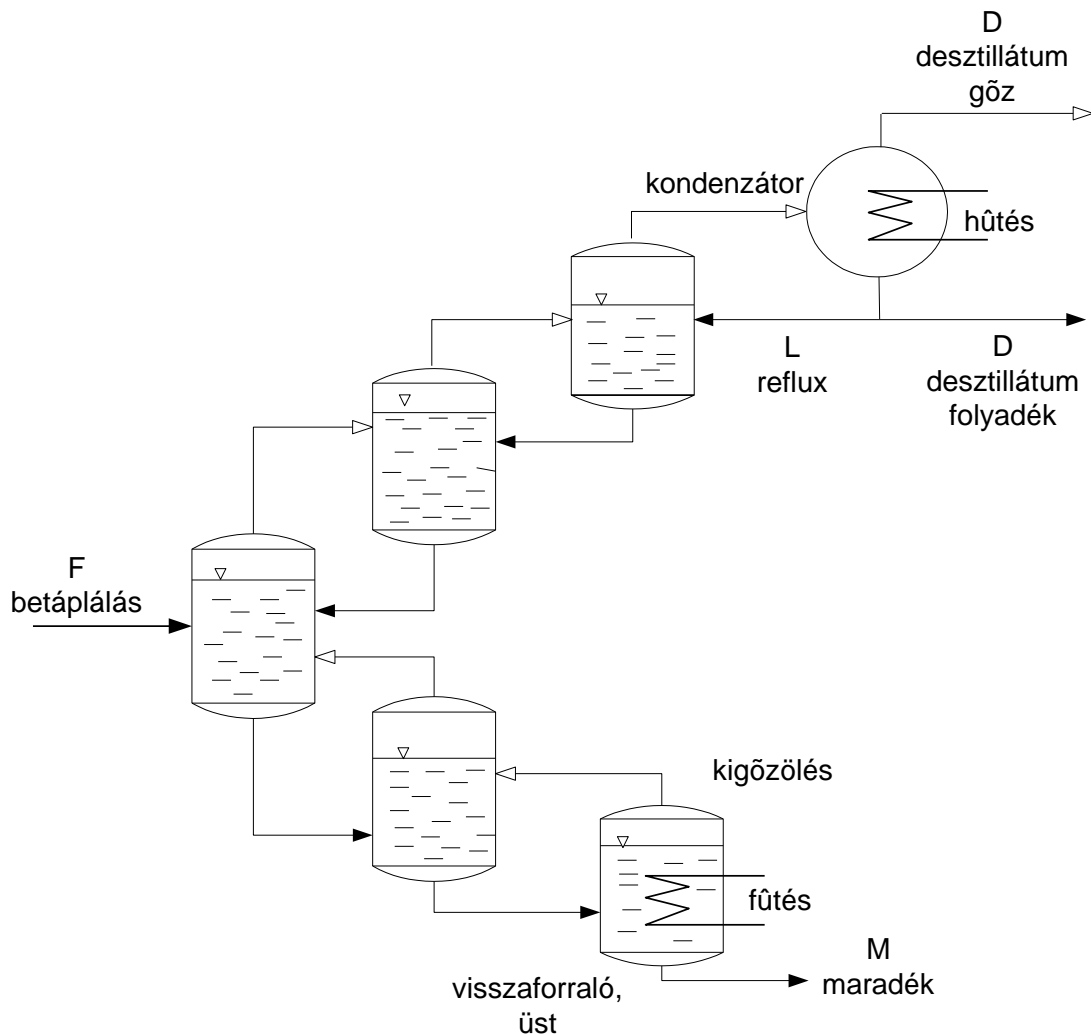 D
desztillátum
gõz
kondenzátor
hûtés
L
reflux
D
desztillátum
folyadék
F
betáplálás
kigõzölés
fûtés
M
maradék
visszaforraló,
üst